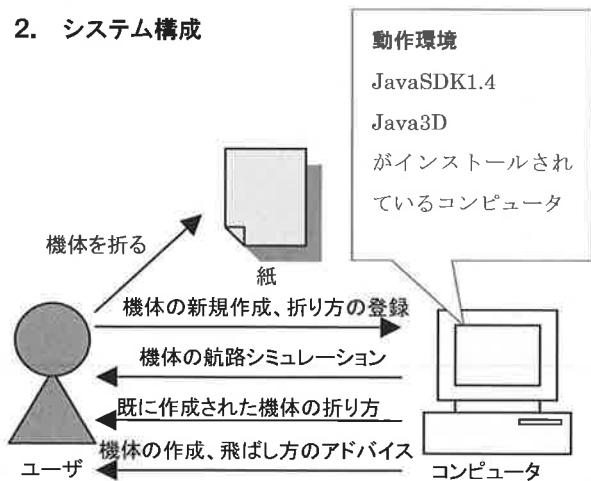 2. システム構成
動作環境
JavaSDK1.4
Java3D
がインストールされ
ているコンピュータ
機体を折る
紙
機体の新規作成、折り方の登録
機体の航路シミュレーション
既に作成された機体の折り方
機体の作成、飛ばし方のアドバイス
ユーザ
コンピュータ